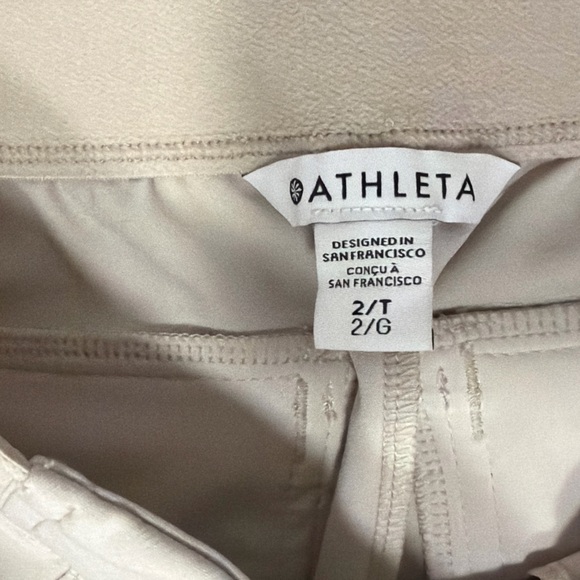 ATHLETA
DESIGNED IN
SAN FRANCISCO
CONÇU À
SAN FRANCISCO
2/T
2/G